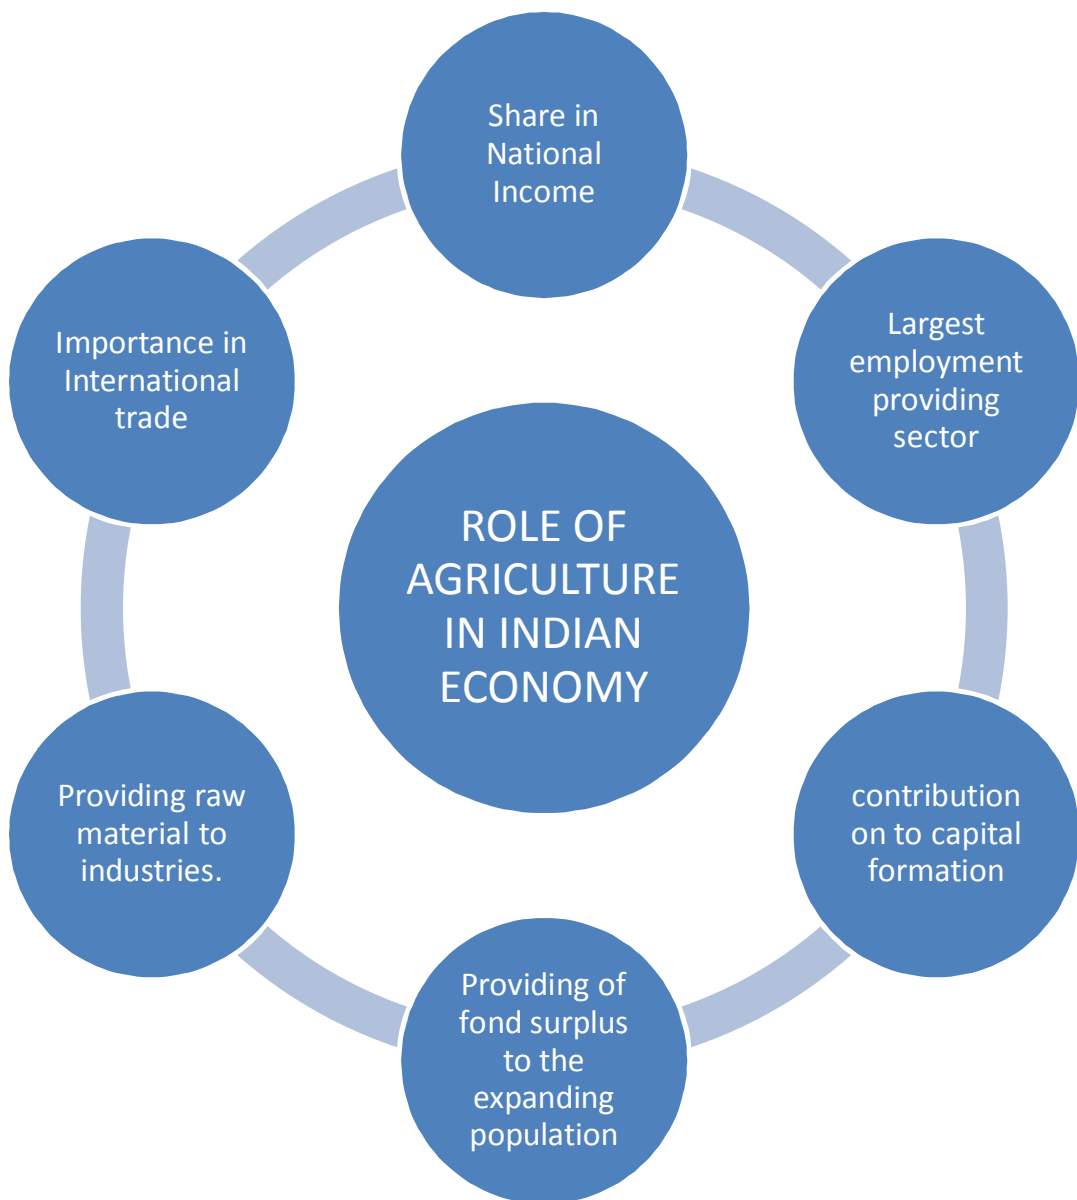 Share in
National
Income
Largest
employment
providing
sector
contribution
on to capital
formation
Providing of
fond surplus
to the
expanding
population
Providing raw
material to
industries.
Importance in
International
trade
ROLE OF
AGRICULTURE
IN INDIAN
ECONOMY